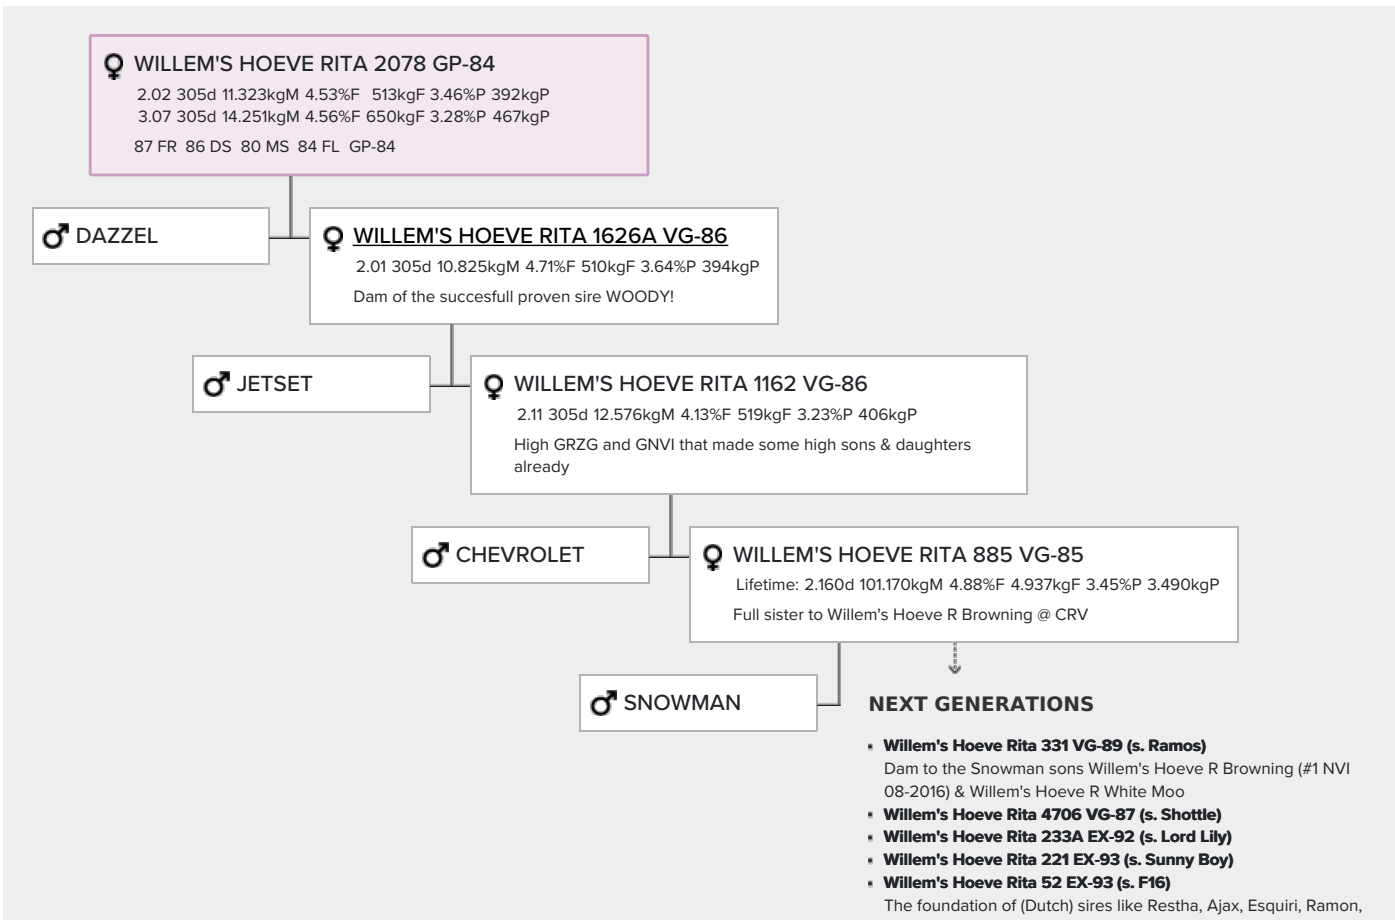 WILLEM'S HOEVE RITA 2078 GP-84
2.02 305d 11.323kgM 4.53%F 513kgF 3.46%P 392kgP
3.07 305d 14.251kgM 4.56%F 650kgF 3.28%P 467kgP
87 FR 86 DS 80 MS 84 FL GP-84
DAZZEL
WILLEM'S HOEVE RITA 1626A VG-86
2.01 305d 10.825kgM 4.71%F 510kgF 3.64%P 394kgP
Dam of the succesfull proven sire WOODY!
JETSET
WILLEM'S HOEVE RITA 1162 VG-86
2.11 305d 12.576kgM 4.13%F 519kgF 3.23%P 406kgP
High GRZG and GNVI that made some high sons & daughters
already
CHEVROLET
WILLEM'S HOEVE RITA 885 VG-85
Lifetime: 2.160d 101.170kgM 4.88%F 4.937kgF 3.45%P 3.490kgP
Full sister to Willem's Hoeve R Browning @ CRV
SNOWMAN
NEXT GENERATIONS
Willem's Hoeve Rita 331 VG-89 (s. Ramos)
Dam to the Snowman sons Willem's Hoeve R Browning (#1 NVI
08-2016) & Willem's Hoeve R White Moo
Willem's Hoeve Rita 4706 VG-87 (s. Shottle)
Willem's Hoeve Rita 233A EX-92 (s. Lord Lily)
Willem's Hoeve Rita 221 EX-93 (s. Sunny Boy)
Willem's Hoeve Rita 52 EX-93 (s. F16)
The foundation of (Dutch) sires like Restha, Ajax, Esquiri, Ramon,